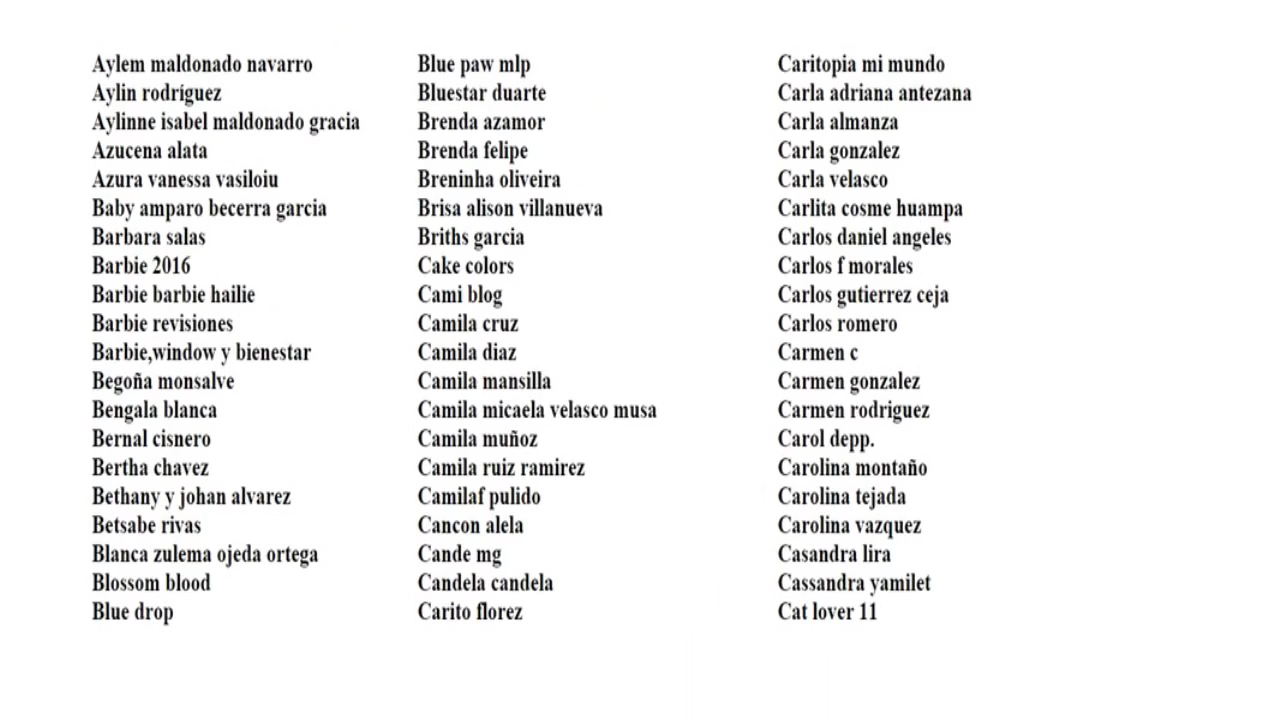 Aylem maldonado navarro
Aylin rodríguez
Aylinne isabel maldonado gracia
Azucena alata
Azura vanessa vasiloiu
Baby amparo becerra garcia
Barbara salas
Barbie 2016
Barbie barbie hailie
Barbie revisiones
Barbie,window y bienestar
Begoña monsalve
Bengala blanca
Bernal cisnero
Bertha chavez
Bethany y johan alvarez
Betsabe rivas
Blanca zulema ojeda ortega
Blossom blood
Blue drop
Blue paw mlp
Bluestar duarte
Brenda azamor
Brenda felipe
Breninha oliveira
Brisa alison villanueva
Briths garcia
Cake colors
Cami blog
Camila cruz
Camila diaz
Camila mansilla
Camila micaela velasco musa
Camila muñoz
Camila ruiz ramirez
Camilaf pulido
Cancon alela
Cande mg
Candela candela
Carito florez
Caritopia mi mundo
Carla adriana antezana
Carla almanza
Carla gonzalez
Carla velasco
Carlita cosme huampa
Carlos daniel angeles
Carlos f morales
Carlos gutierrez ceja
Carlos romero
Carmen c
Carmen gonzalez
Carmen rodriguez
Carol depp.
Carolina montaño
Carolina tejada
Carolina vazquez
Casandra lira
Cassandra yamilet
Cat lover 11